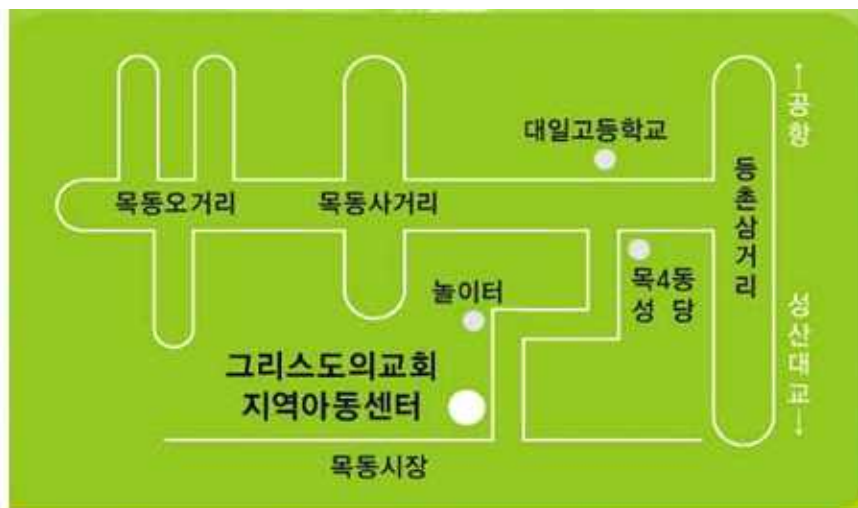 ←공항
대일고등학교
등촌삼거리
목동오거리
목동사거리
목4동
성당
놀이터
성산대교→
그리스도의교회
지역아동센터
목동시장